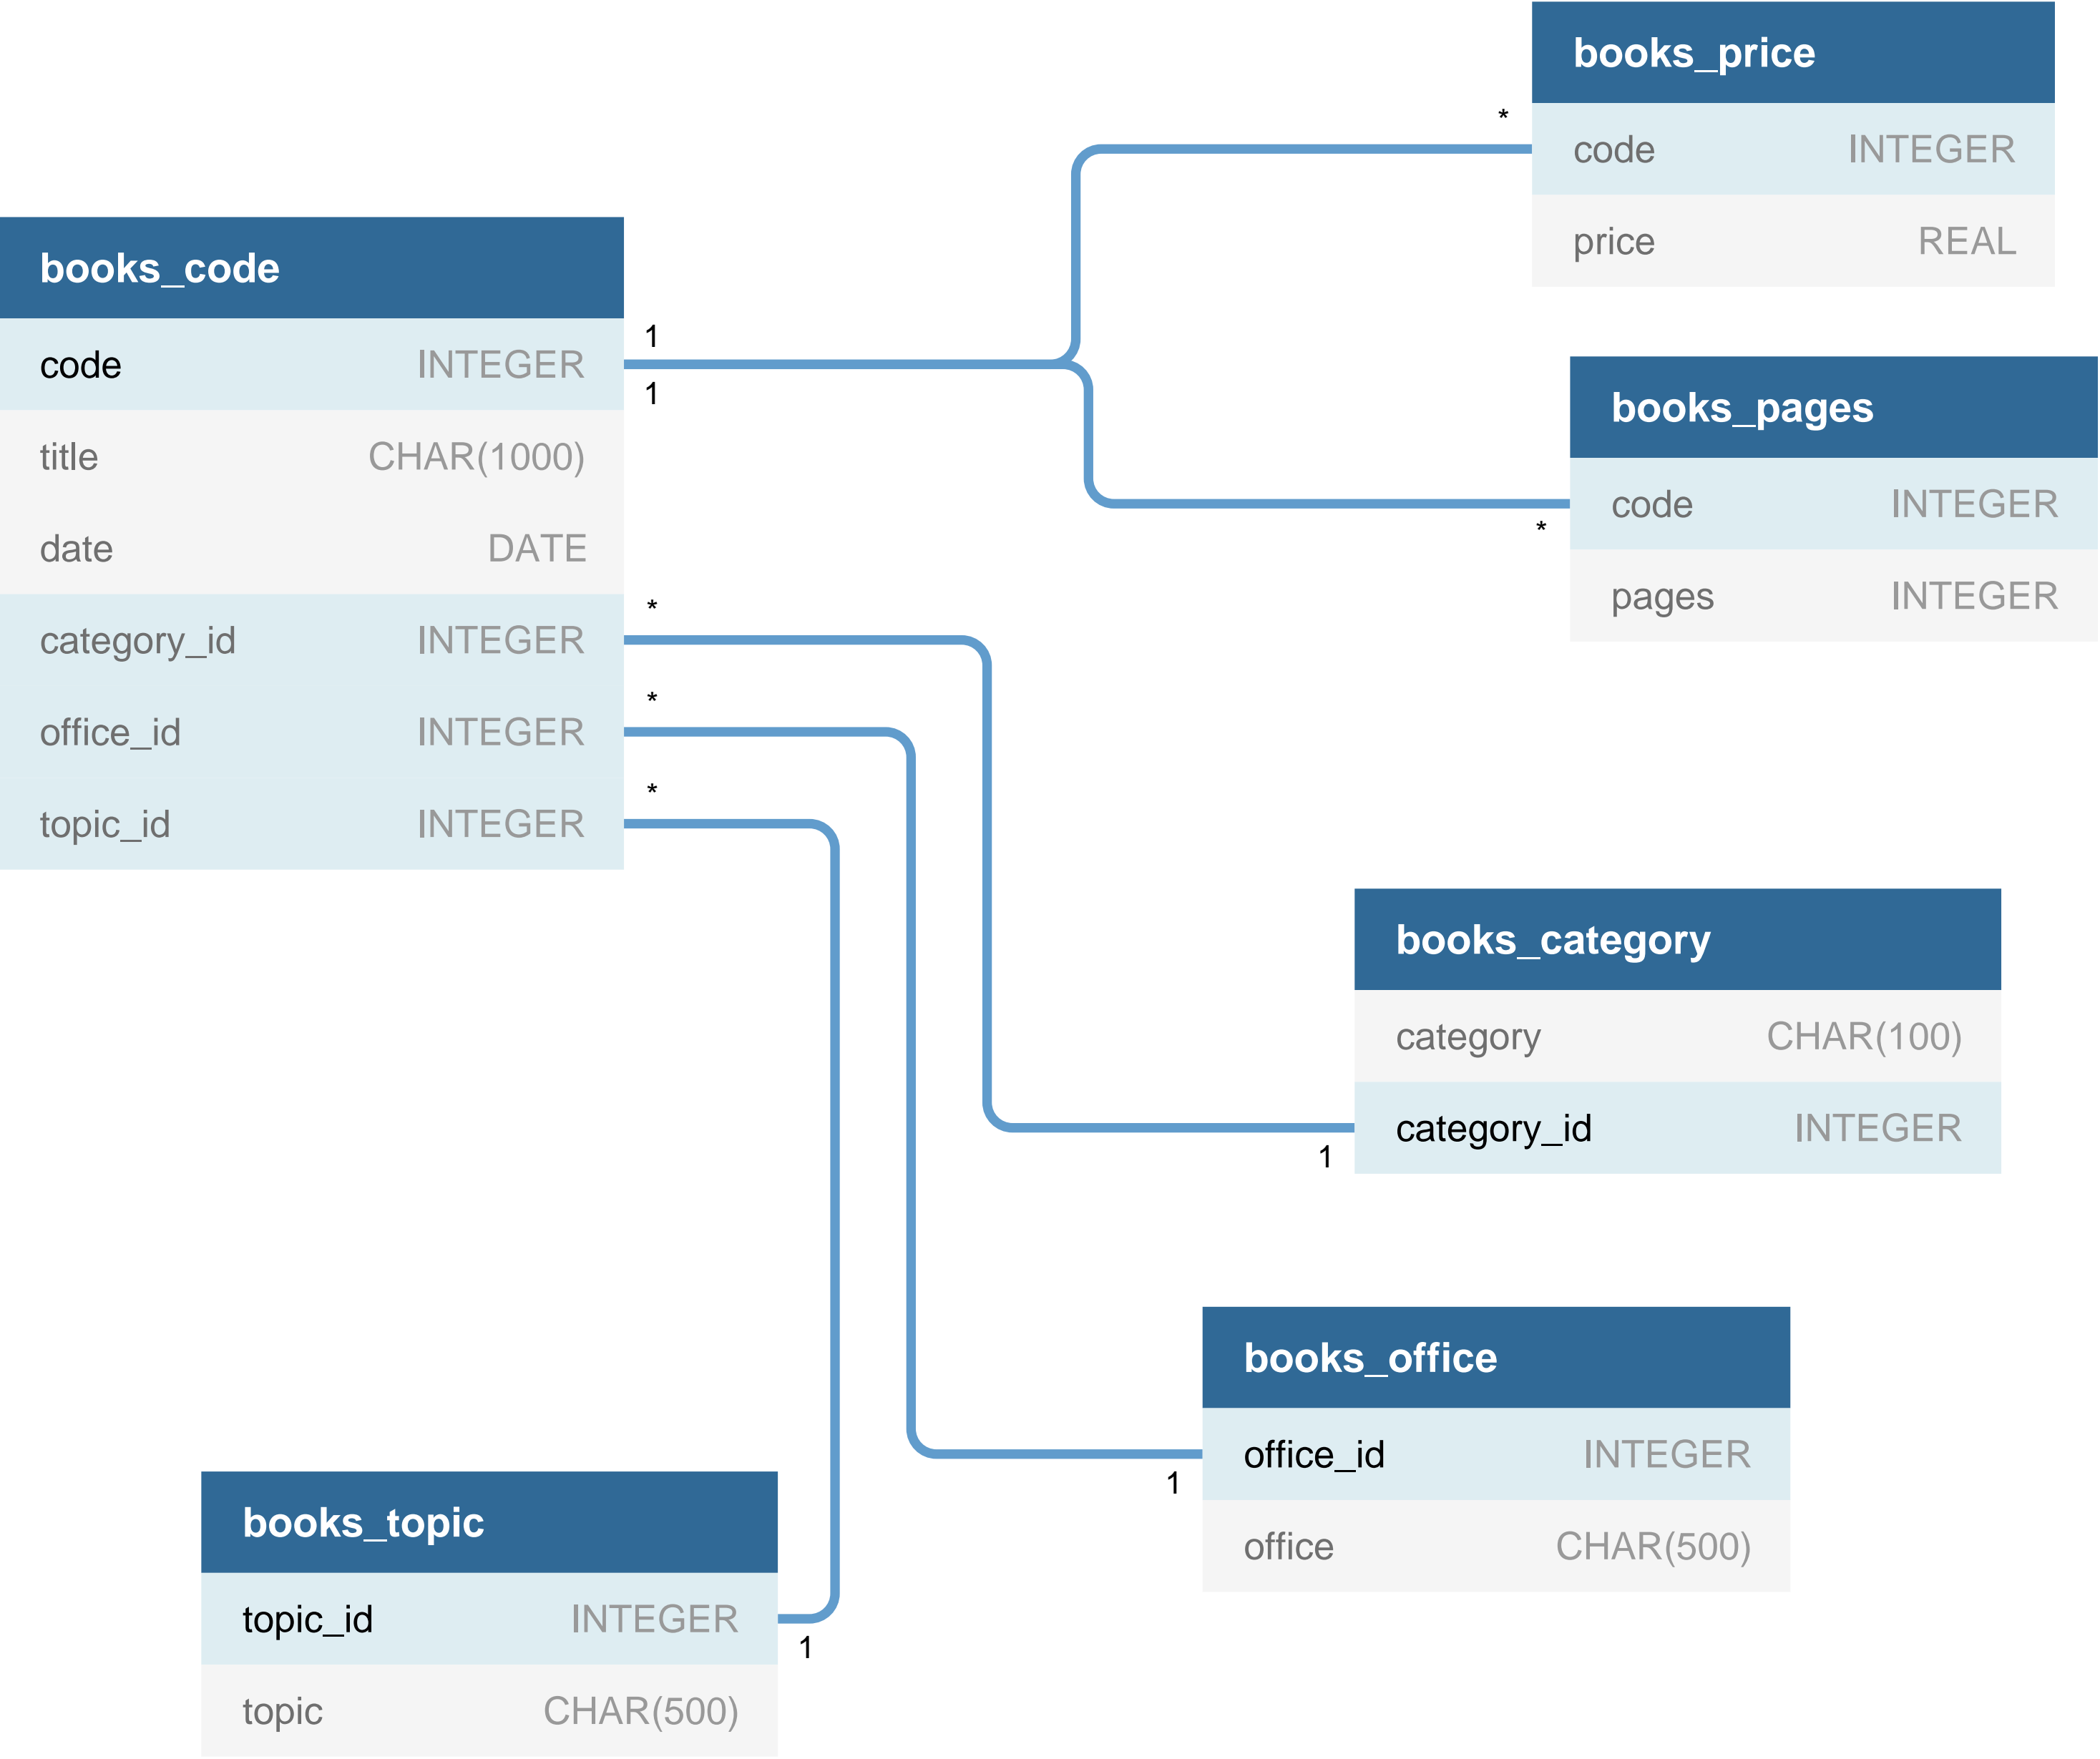 books_price
*
code INTEGER
price REAL
books_code
1
code INTEGER
1
title CHAR(1000)
date DATE
*
category_id INTEGER
*
office_id INTEGER
*
topic_id INTEGER
books_pages
code INTEGER
*
pages INTEGER
books_category
category CHAR(100)
category_id INTEGER
1
books_office
office_id INTEGER
1
office CHAR(500)
books_topic
topic_id INTEGER
1
topic CHAR(500)